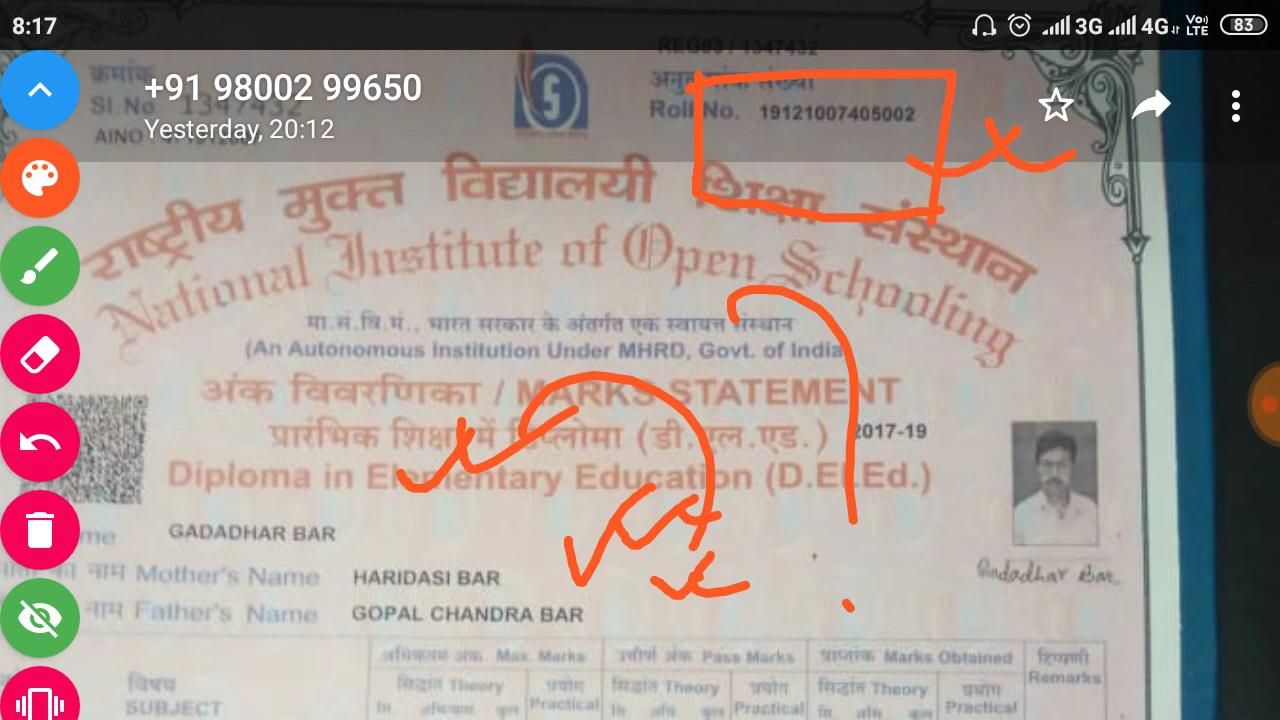 8:17
3G 4G VoLTE 83
+91 98002 99650
Yesterday, 20:12
क्रमांक
Sl.No 1347432
REG03 / 1347432
Roll No. 19121007405002
राष्ट्रीय मुक्त विद्यालयी शिक्षा संस्थान
National Institute of Open Schooling
मा.सं.वि.मं., भारत सरकार के अंतर्गत एक स्वायत्त संस्थान
(An Autonomous Institution Under MHRD, Govt. of India
अंक विवरणिका / MARKS STATEMENT
प्रारंभिक शिक्षा में डिप्लोमा (डी.एल.एड.) 2017-19
Diploma in Elementary Education (D.El.Ed.)
me GADADHAR BAR
Gadadhar Bar
माता का नाम Mother's Name HARIDASI BAR
नाम Father's Name GOPAL CHANDRA BAR
अधिकतम अंक Max. Marks उत्तीर्ण अंक Pass Marks प्राप्तांक Marks Obtained टिप्पणी Remarks
विषय SUBJECT
सिद्धांत Theory प्रयोग Practical सिद्धांत Theory प्रयोग Practical सिद्धांत Theory प्रयोग Practical